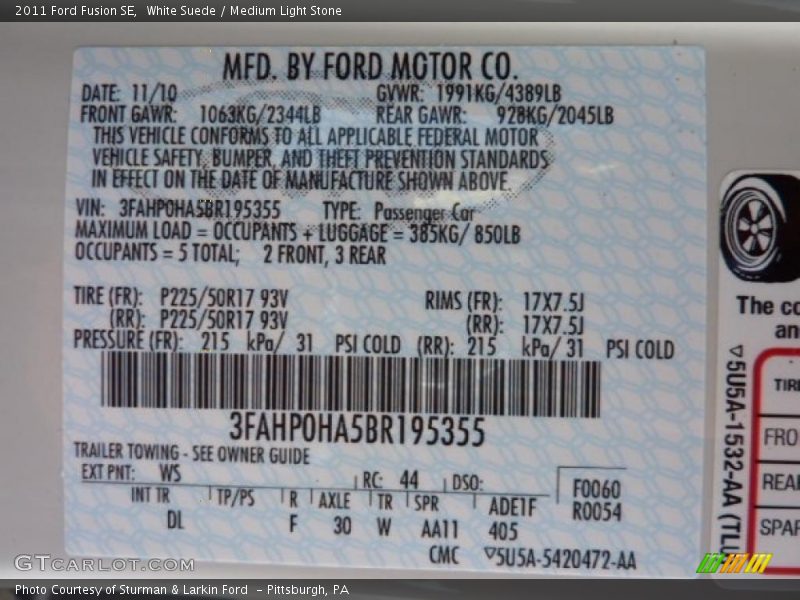 2011 Ford Fusion SE, White Suede / Medium Light Stone
MFD. BY FORD MOTOR CO.
DATE: 11/10 GVWR: 1991KG/4389LB
FRONT GAWR: 1063KG/2344LB REAR GAWR: 928KG/2045LB
THIS VEHICLE CONFORMS TO ALL APPLICABLE FEDERAL MOTOR
VEHICLE SAFETY, BUMPER, AND THEFT PREVENTION STANDARDS
IN EFFECT ON THE DATE OF MANUFACTURE SHOWN ABOVE.
VIN: 3FAHP0HA5BR195355 TYPE: Passenger Car
MAXIMUM LOAD = OCCUPANTS + LUGGAGE = 385KG/ 850LB
OCCUPANTS = 5 TOTAL; 2 FRONT, 3 REAR
TIRE (FR): P225/50R17 93V RIMS (FR): 17X7.5J
(RR): P225/50R17 93V (RR): 17X7.5J
PRESSURE (FR): 215 kPa/ 31 PSI COLD (RR): 215 kPa/ 31 PSI COLD
3FAHP0HA5BR195355
TRAILER TOWING - SEE OWNER GUIDE
EXT PNT: WS RC: 44 DSO: F0060
INT TR TP/PS R AXLE TR SPR ADE1F R0054
DL F 30 W AA11 405
CMC ▽5U5A-5420472-AA
The co
an
▽5U5A-1532-AA (TLU
TIRE
FRO
REA
SPAR
GTCARLOT.COM
Photo Courtesy of Sturman & Larkin Ford - Pittsburgh, PA